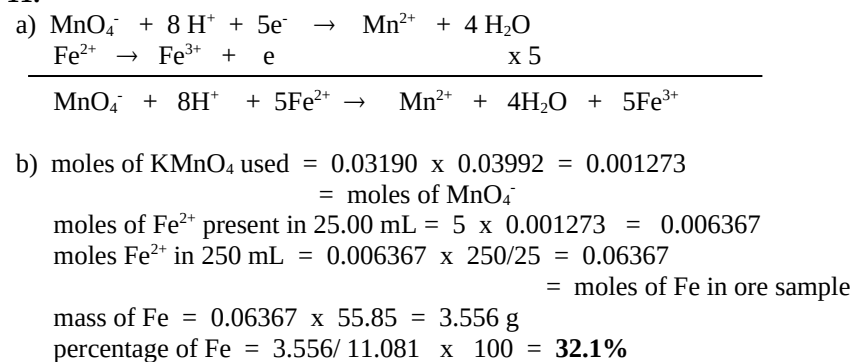 a) MnO₄⁻ + 8 H⁺ + 5e⁻ → Mn²⁺ + 4 H₂O
Fe²⁺ → Fe³⁺ + e x 5
MnO₄⁻ + 8H⁺ + 5Fe²⁺ → Mn²⁺ + 4H₂O + 5Fe³⁺
b) moles of KMnO₄ used = 0.03190 x 0.03992 = 0.001273
= moles of MnO₄⁻
moles of Fe²⁺ present in 25.00 mL = 5 x 0.001273 = 0.006367
moles Fe²⁺ in 250 mL = 0.006367 x 250/25 = 0.06367
= moles of Fe in ore sample
mass of Fe = 0.06367 x 55.85 = 3.556 g
percentage of Fe = 3.556/ 11.081 x 100 = 32.1%